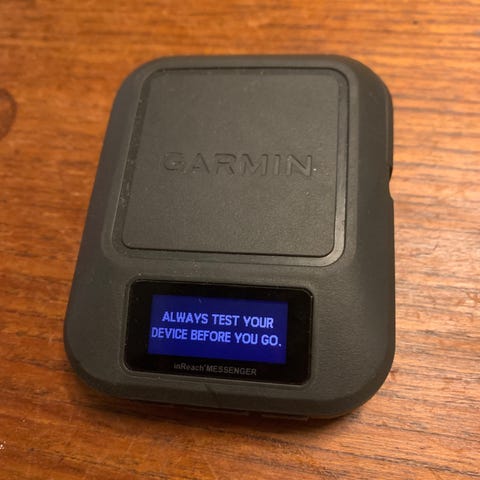 GARMIN
ALWAYS TEST YOUR
DEVICE BEFORE YOU GO.
inReach® MESSENGER